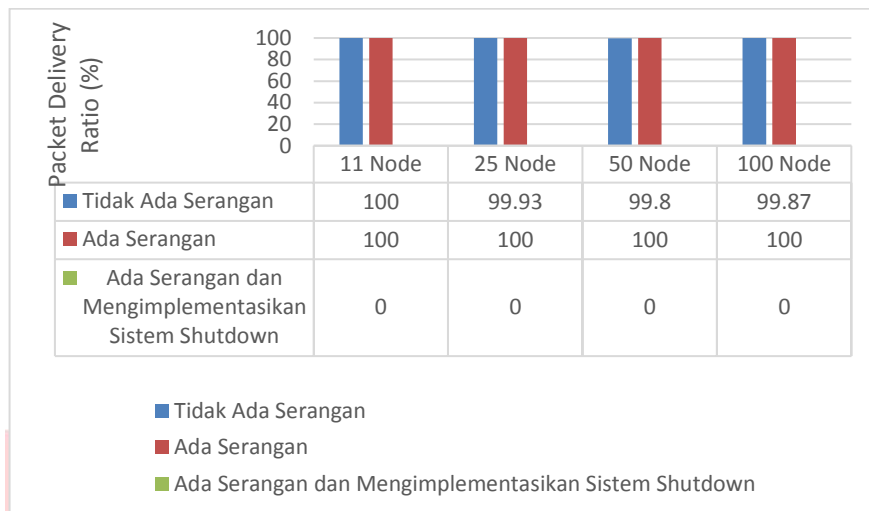 Packet Delivery
Ratio (%)
100
80
60
40
20
0
11 Node 25 Node 50 Node 100 Node
Tidak Ada Serangan 100 99.93 99.8 99.87
Ada Serangan 100 100 100 100
Ada Serangan dan
Mengimplementasikan
Sistem Shutdown
0 0 0 0
Tidak Ada Serangan
Ada Serangan
Ada Serangan dan Mengimplementasikan Sistem Shutdown